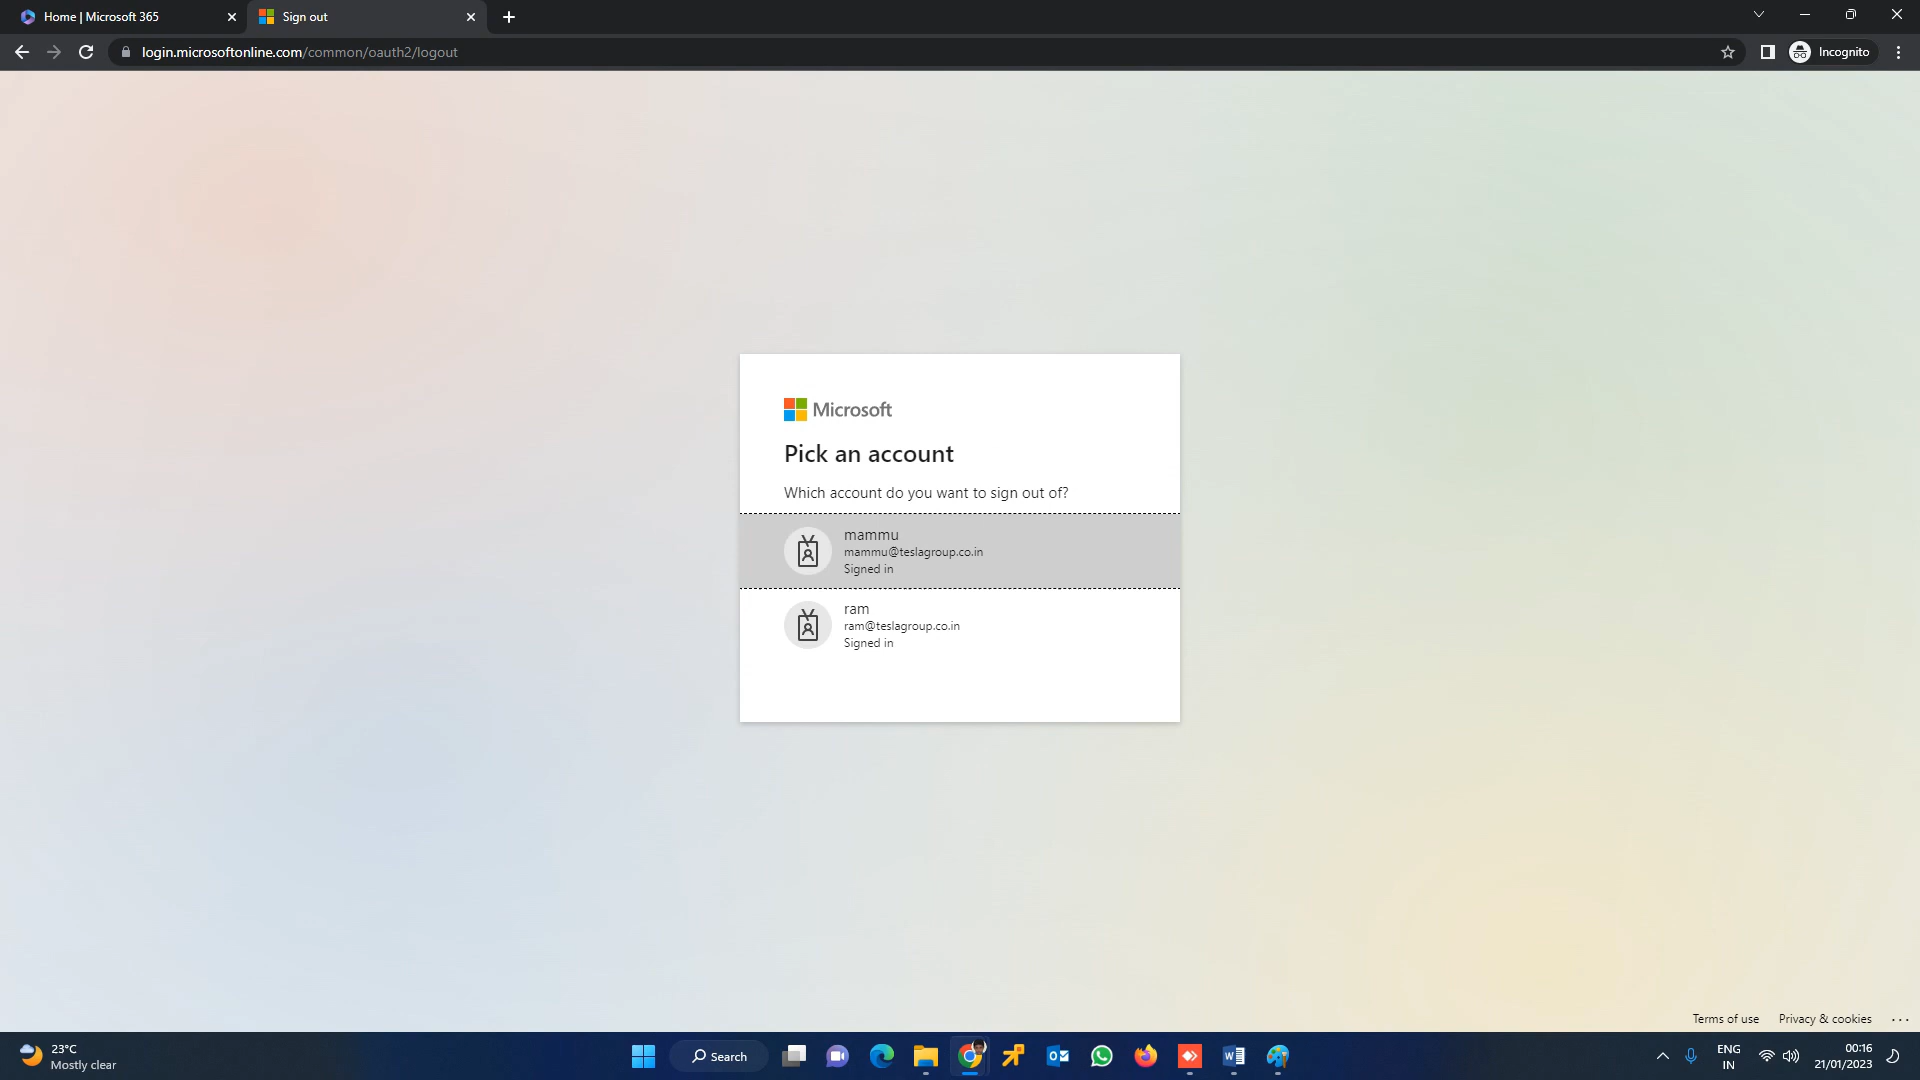 Home | Microsoft 365
Sign out
login.microsoftonline.com/common/oauth2/logout
Incognito
Microsoft
Pick an account
Which account do you want to sign out of?
mammu
mammu@teslagroup.co.in
Signed in
ram
ram@teslagroup.co.in
Signed in
Terms of use
Privacy & cookies
23°C
Mostly clear
Search
ENG
IN
00:16
21/01/2023